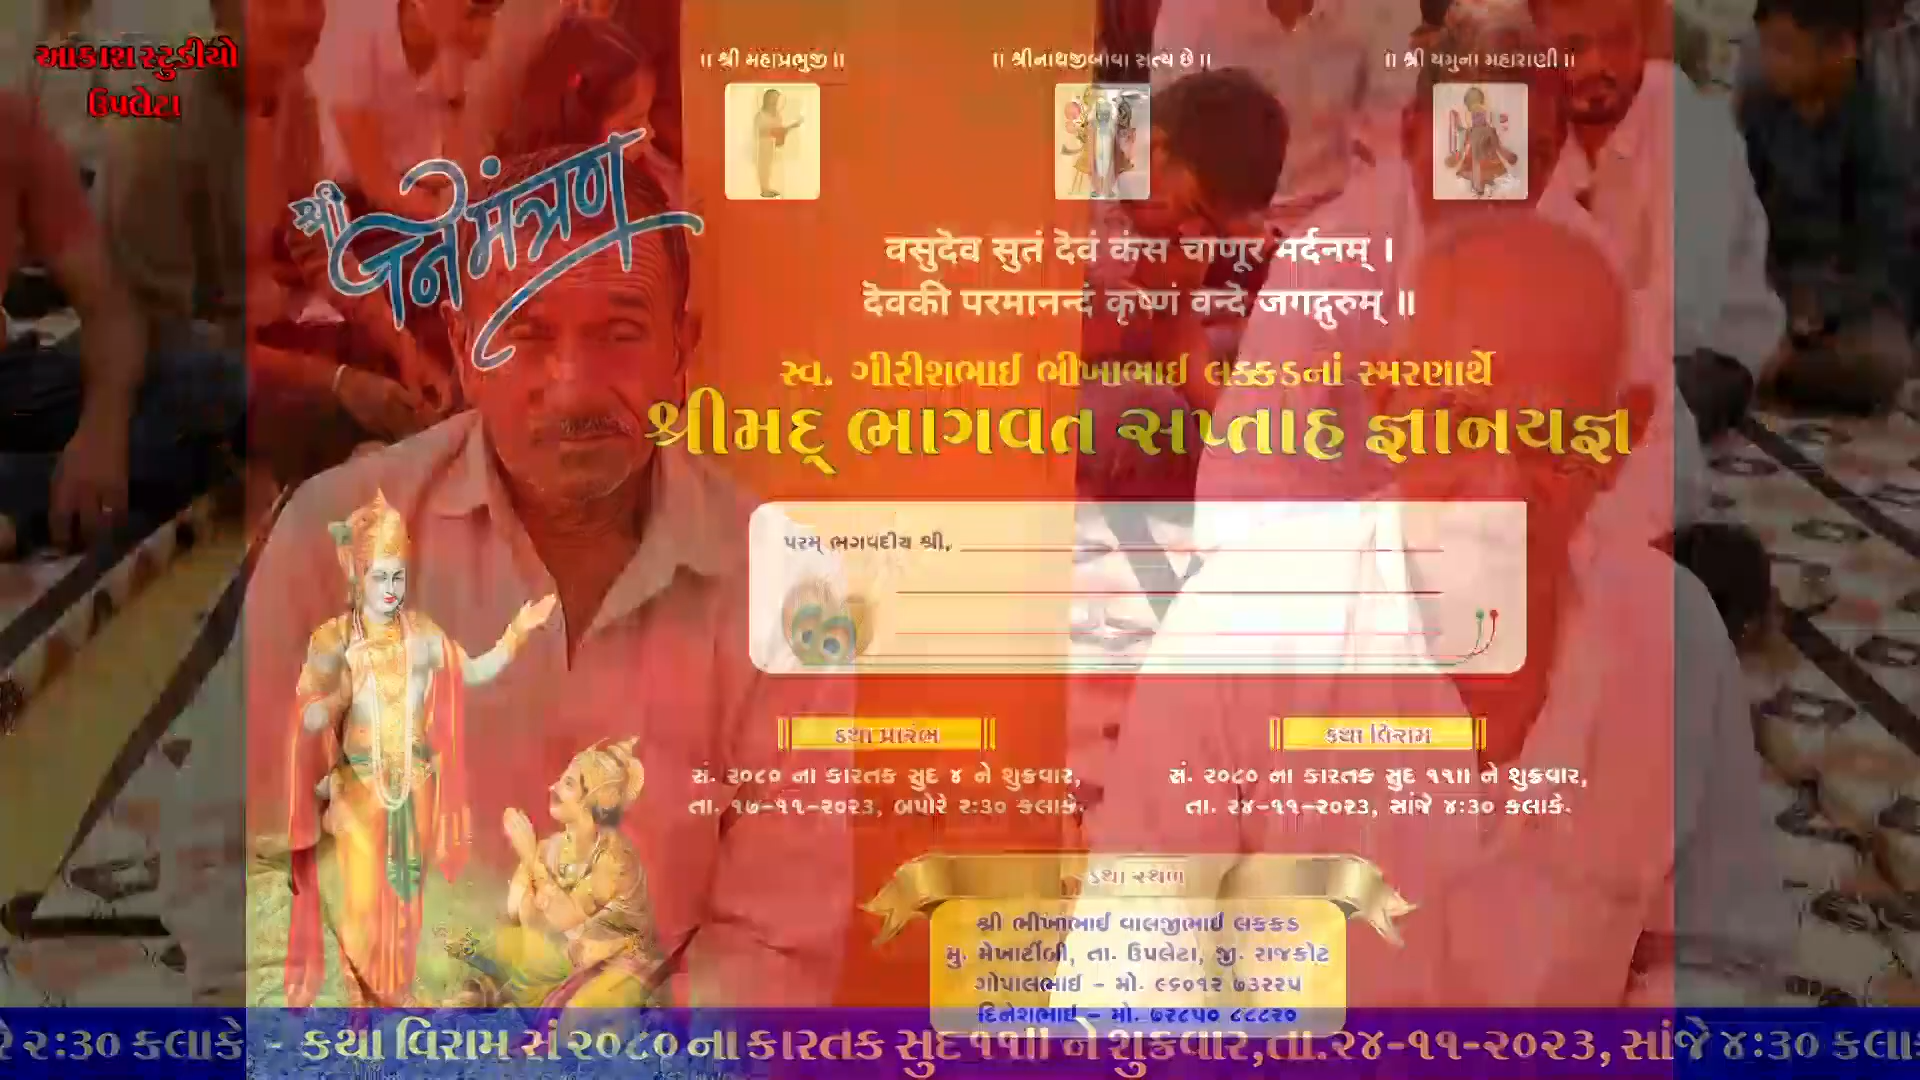 આકાશ સ્ટુડીયો
ઉપલેટા
॥ શ્રી મહાપ્રભુજી ॥
॥ શ્રીનાથજીબાવા સત્ય છે ॥
॥ શ્રી યમુના મહારાણી ॥
શ્રી નિમંત્રણ
वसुदेव सुतं देवं कंस चाणूर मर्दनम् ।
देवकी परमानन्दं कृष्णं वन्दे जगद्गुरुम् ॥
સ્વ. ગીરીશભાઈ ભીખાભાઈ લક્કડનાં સ્મરણાર્થે
શ્રીમદ્ ભાગવત સપ્તાહ જ્ઞાનયજ્ઞ
પરમ્ ભગવદીય શ્રી,
કથા પ્રારંભ
સં. ૨૦૮૦ ના કારતક સુદ ૪ ને શુક્રવાર,
તા. ૧૭-૧૧-૨૦૨૩, બપોરે ૨:૩૦ કલાકે.
કથા વિરામ
સં. ૨૦૮૦ ના કારતક સુદ ૧૧॥ ને શુક્રવાર,
તા. ૨૪-૧૧-૨૦૨૩, સાંજે ૪:૩૦ કલાકે.
કથા સ્થળ
શ્રી ભીખાભાઈ વાલજીભાઈ લક્કડ
મુ. મેખાટીંબી, તા. ઉપલેટા, જી. રાજકોટ
ગોપાલભાઈ - મો. ૯૬૦૧૨ ૭૩૨૨૫
દિનેશભાઈ - મો. ૭૨૮૫૦ ૮૮૮૨૦
૨:૩૦ કલાકે - કથા વિરામ સં ૨૦૮૦ ના કારતક સુદ ૧૧॥ ને શુક્રવાર,તા.૨૪-૧૧-૨૦૨૩, સાંજે ૪:૩૦